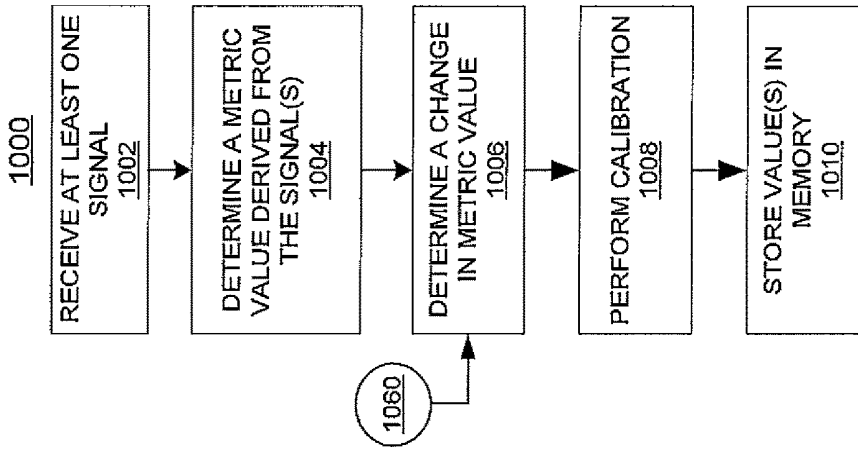 1000
RECEIVE AT LEAST ONE
SIGNAL
1002
DETERMINE A METRIC
VALUE DERIVED FROM
THE SIGNAL(S)
1004
1060
DETERMINE A CHANGE
IN METRIC VALUE
1006
PERFORM CALIBRATION
1008
STORE VALUE(S) IN
MEMORY
1010